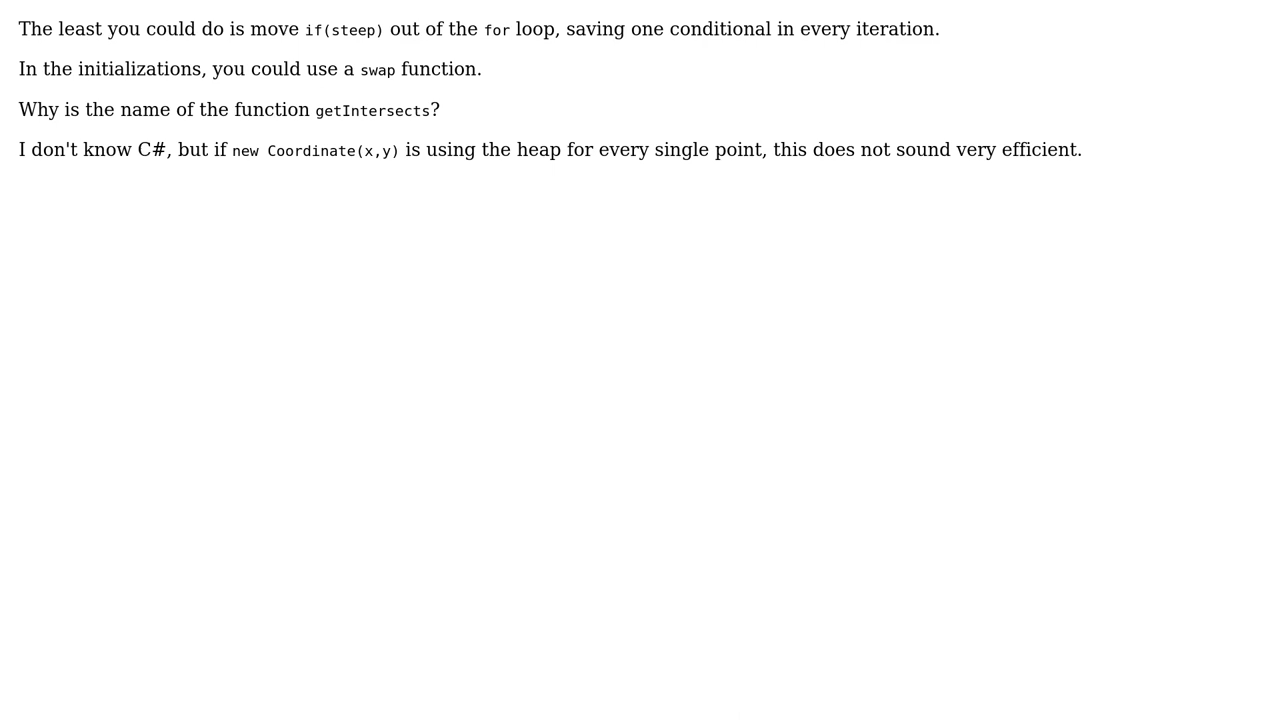 The least you could do is move if(steep) out of the for loop, saving one conditional in every iteration.
In the initializations, you could use a swap function.
Why is the name of the function getIntersects?
I don't know C#, but if new Coordinate(x,y) is using the heap for every single point, this does not sound very efficient.